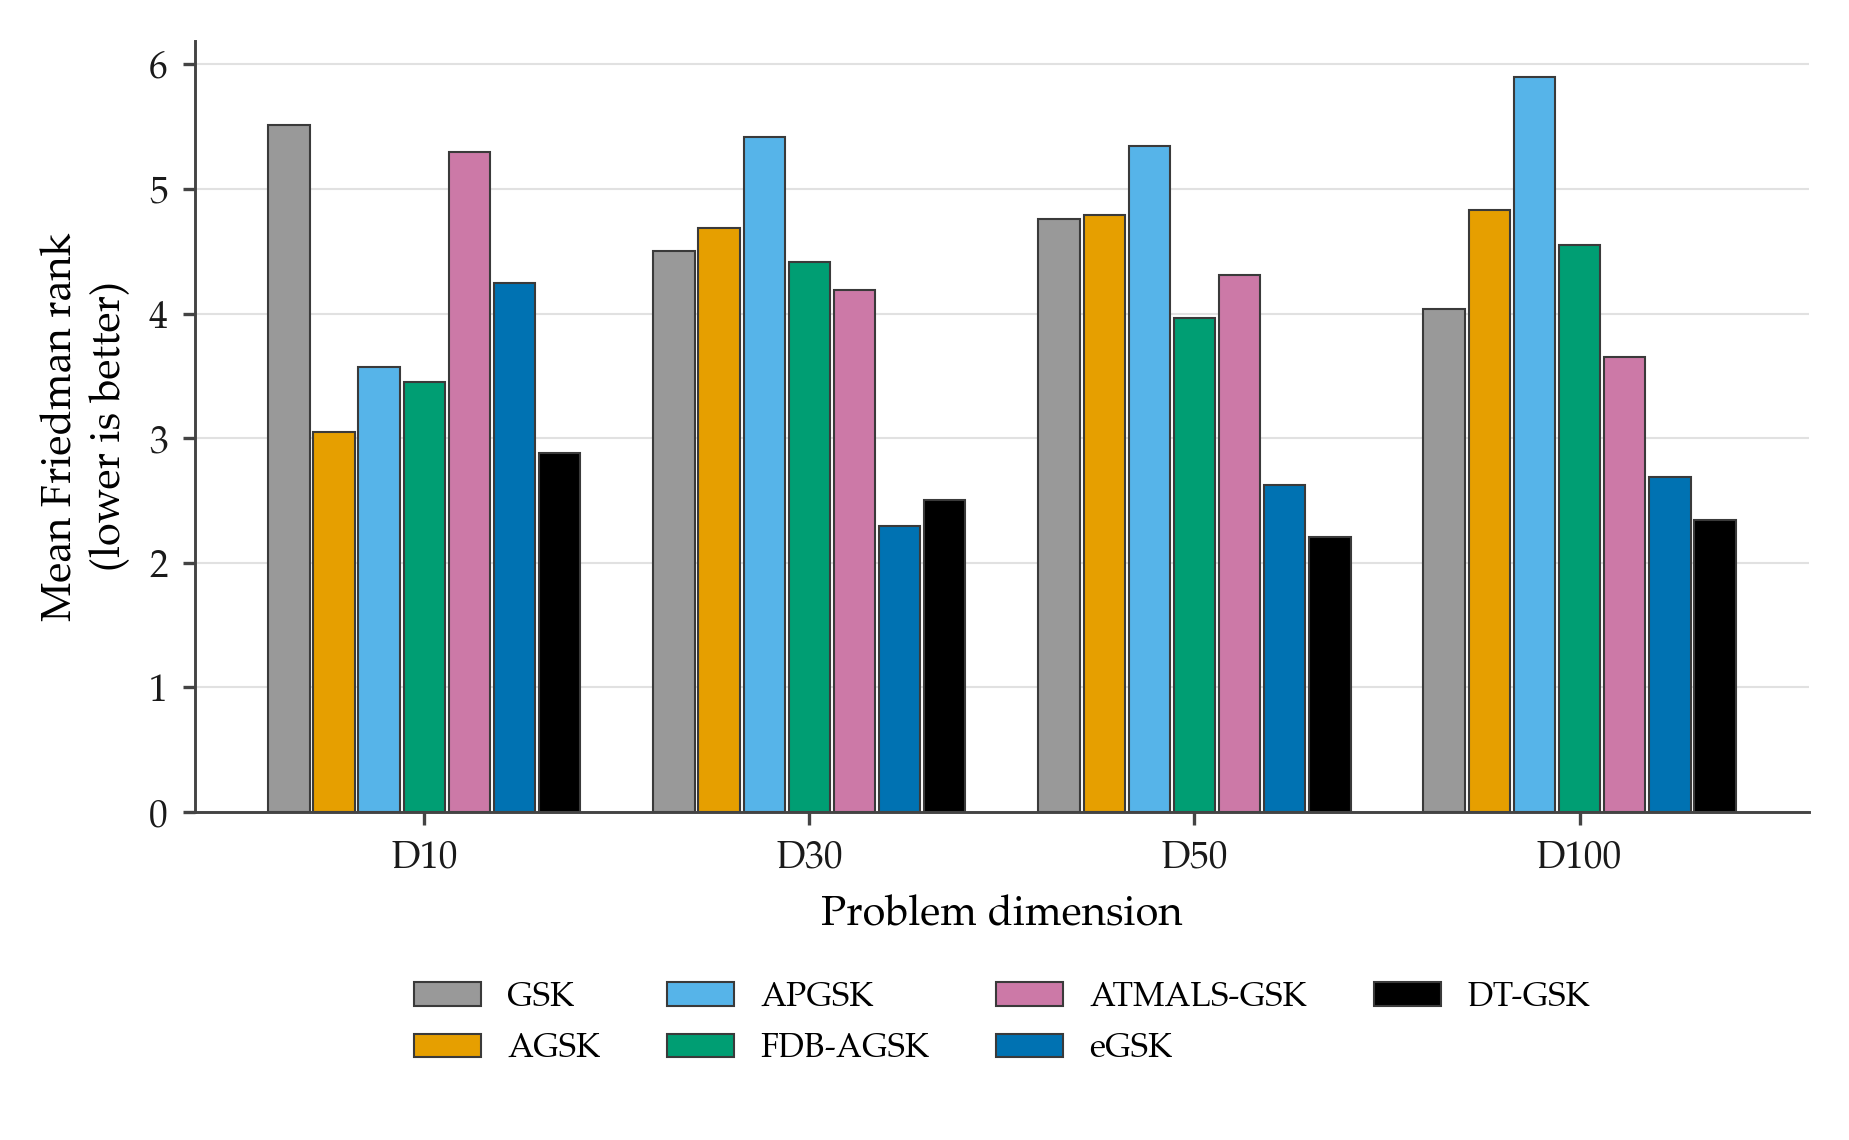 6
5
4
3
2
1
0
Mean Friedman rank
(lower is better)
D10 D30 D50 D100
Problem dimension
GSK APGSK ATMALS-GSK DT-GSK
AGSK FDB-AGSK eGSK